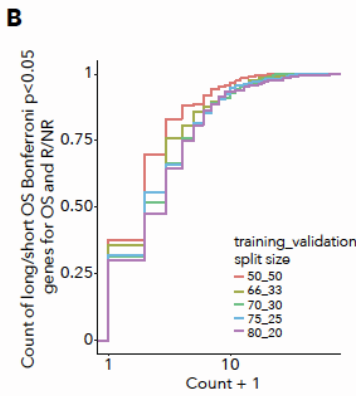 B
Count of long/short OS Bonferroni p<0.05
genes for OS and R/NR
1
0.75
0.50
0.25
0
1
10
Count + 1
training_validation
split size
50_50
66_33
70_30
75_25
80_20